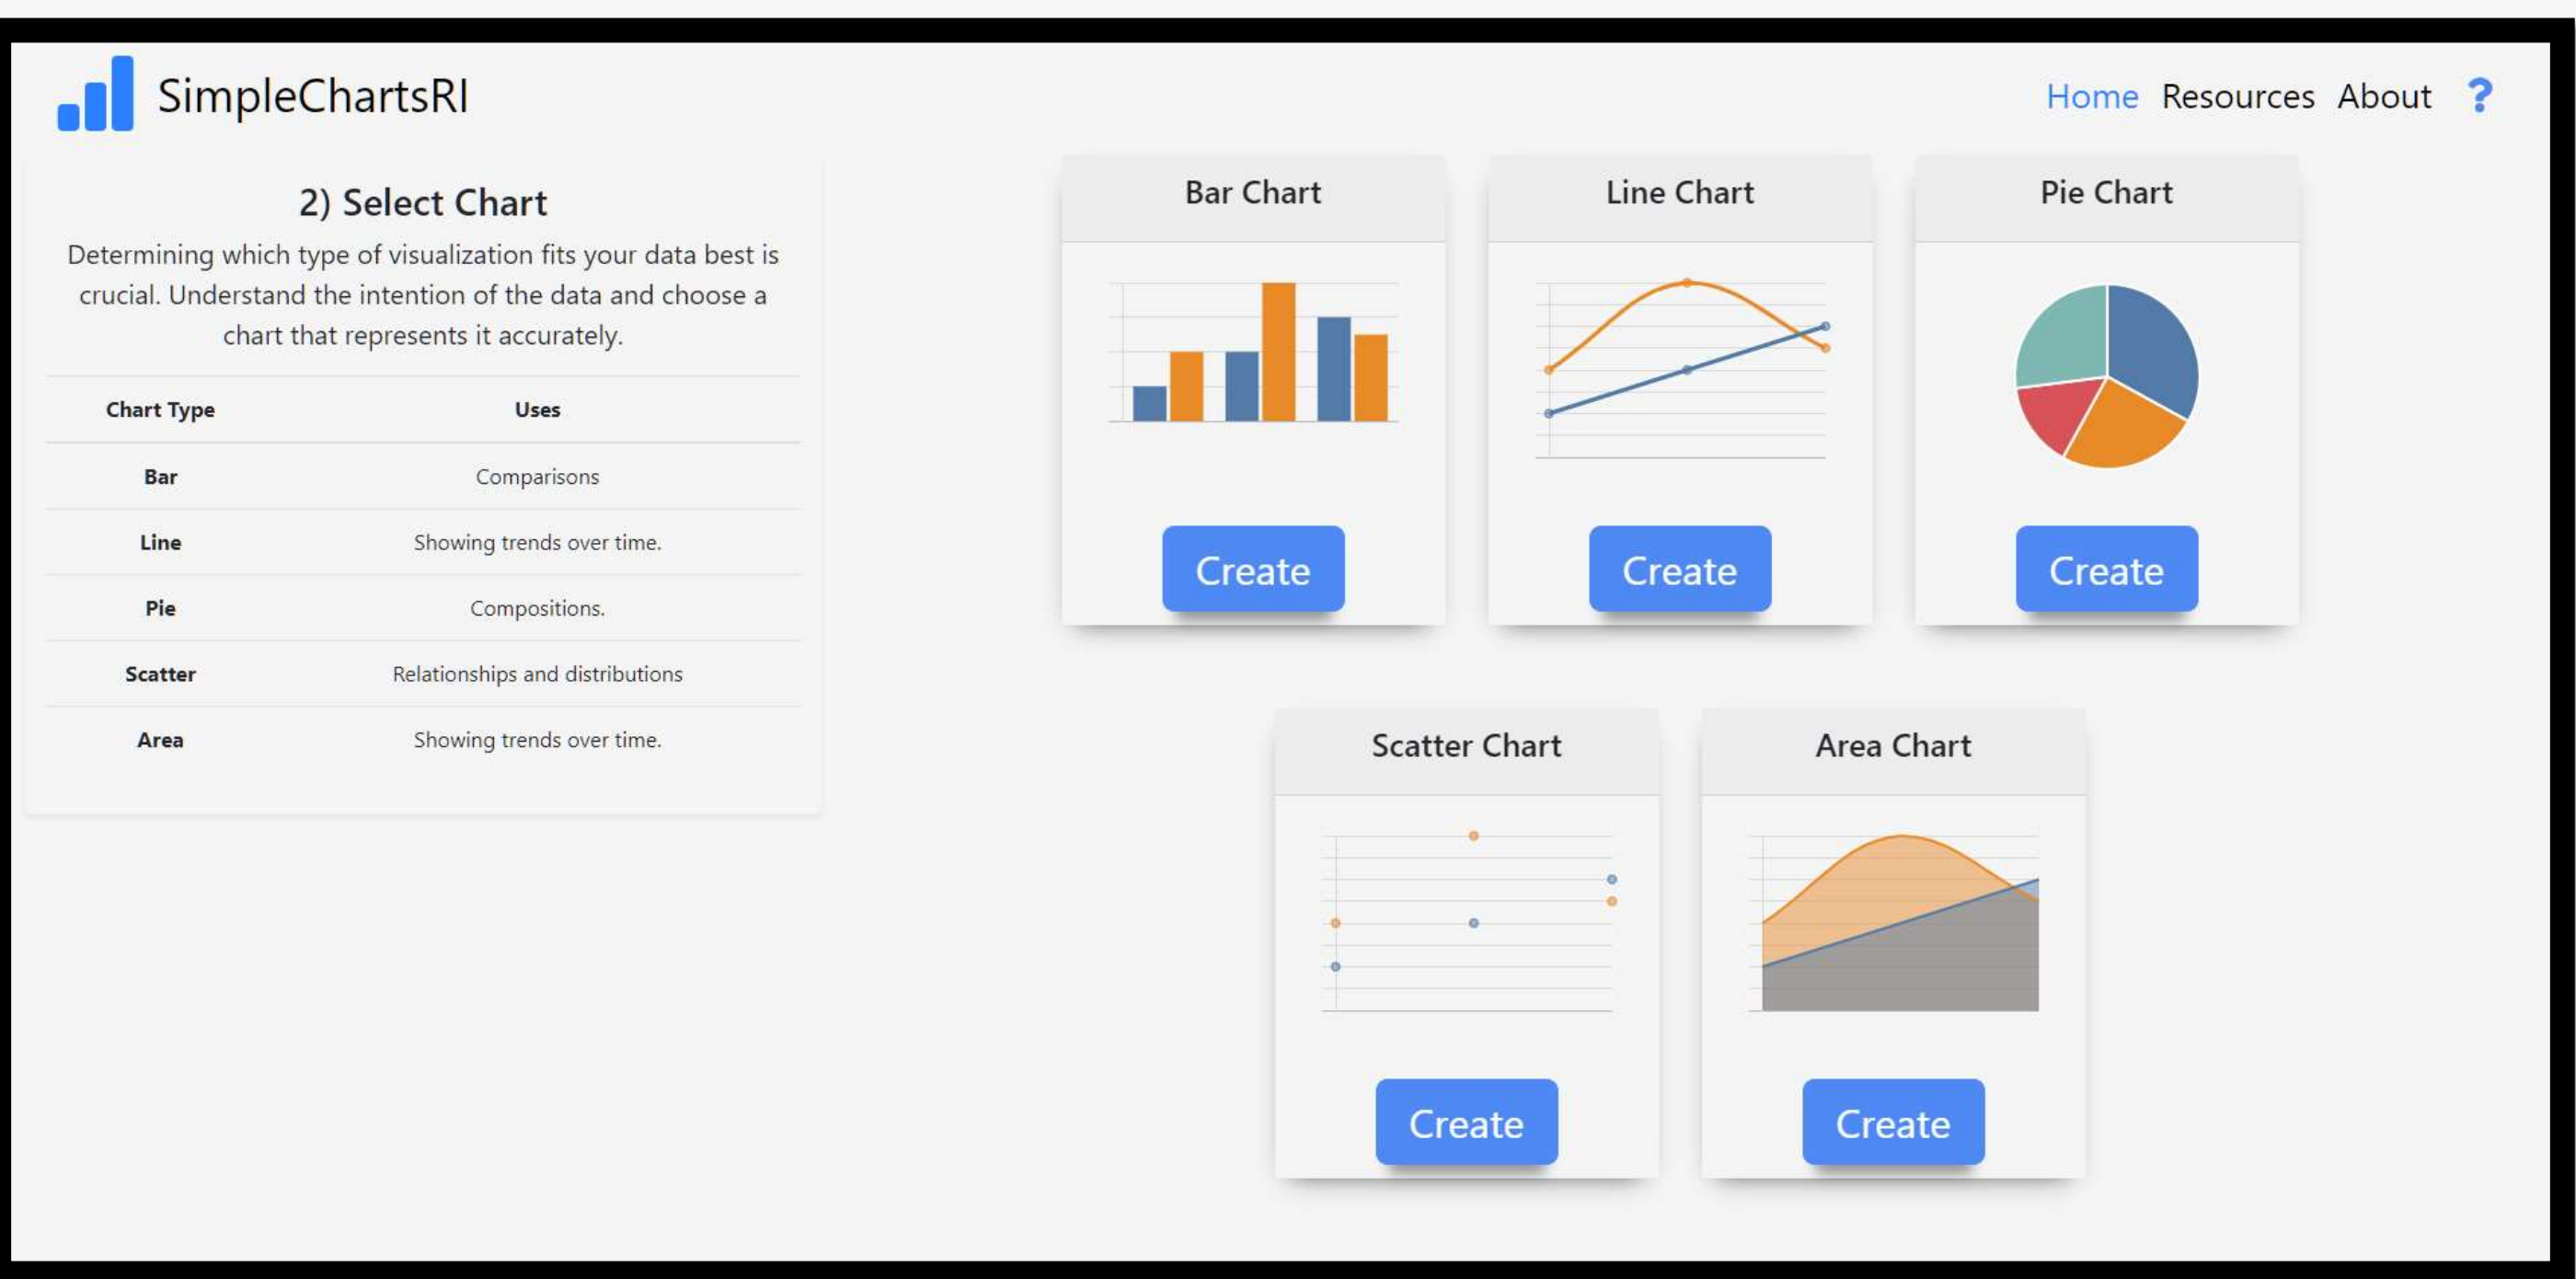 SimpleChartsRI
Home Resources About ?
2) Select Chart
Determining which type of visualization fits your data best is
crucial. Understand the intention of the data and choose a
chart that represents it accurately.
Chart Type Uses
Bar Comparisons
Line Showing trends over time.
Pie Compositions.
Scatter Relationships and distributions
Area Showing trends over time.
Bar Chart
Create
Line Chart
Create
Pie Chart
Create
Scatter Chart
Create
Area Chart
Create